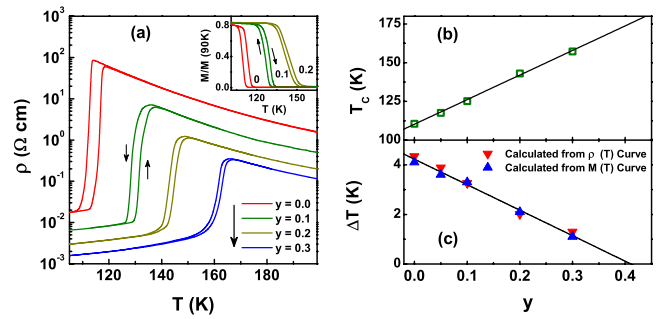 (a)
M/M (90K)
0.8
0.4
0.0
0
0.1
0.2
120
150
T (K)
ρ (Ω cm)
10³
10²
10¹
10⁰
10⁻¹
10⁻²
10⁻³
y = 0.0
y = 0.1
y = 0.2
y = 0.3
120 140 160 180
T (K)
(b)
T_C (K)
175
150
125
100
Calculated from ρ (T) Curve
Calculated from M (T) Curve
ΔT (K)
4
2
0
(c)
0.0 0.1 0.2 0.3 0.4
y